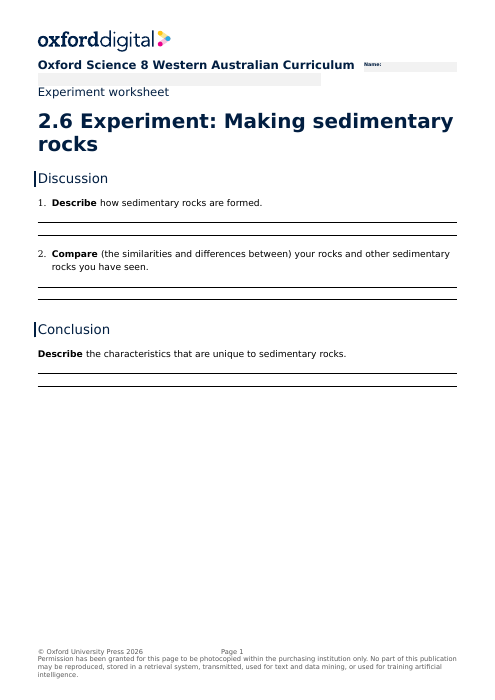 oxforddigital
Oxford Science 8 Western Australian Curriculum Name:
Experiment worksheet
2.6 Experiment: Making sedimentary
rocks
Discussion
1. Describe how sedimentary rocks are formed.
2. Compare (the similarities and differences between) your rocks and other sedimentary
rocks you have seen.
Conclusion
Describe the characteristics that are unique to sedimentary rocks.
© Oxford University Press 2026 Page 1
Permission has been granted for this page to be photocopied within the purchasing institution only. No part of this publication
may be reproduced, stored in a retrieval system, transmitted, used for text and data mining, or used for training artificial
intelligence.